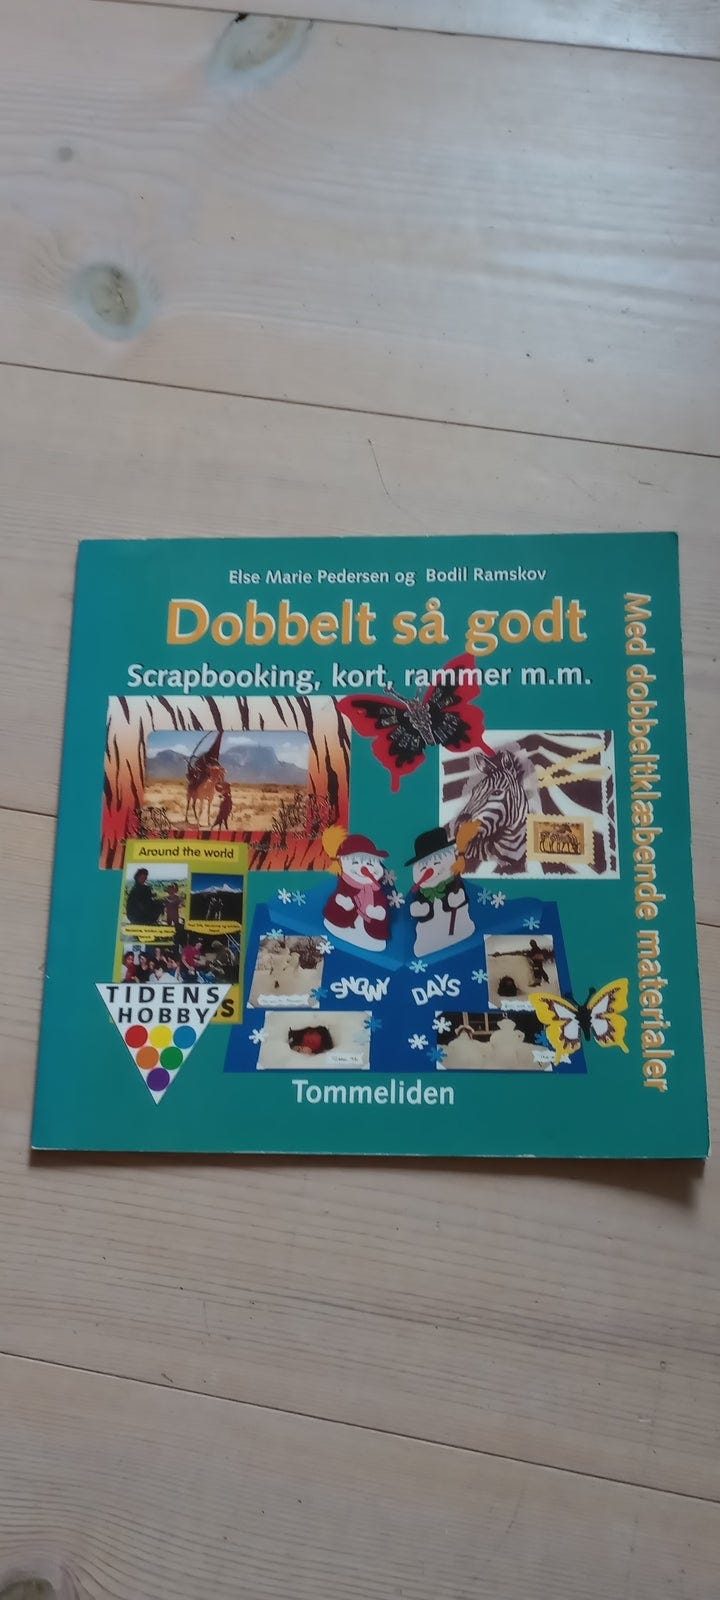 Else Marie Pedersen og Bodil Ramskov
Dobbelt så godt
Scrapbooking, kort, rammer m.m.
Med dobbeltklæbende materialer
Around the world
TIDENS
HOBBY
SNOWY DAYS
Tommeliden